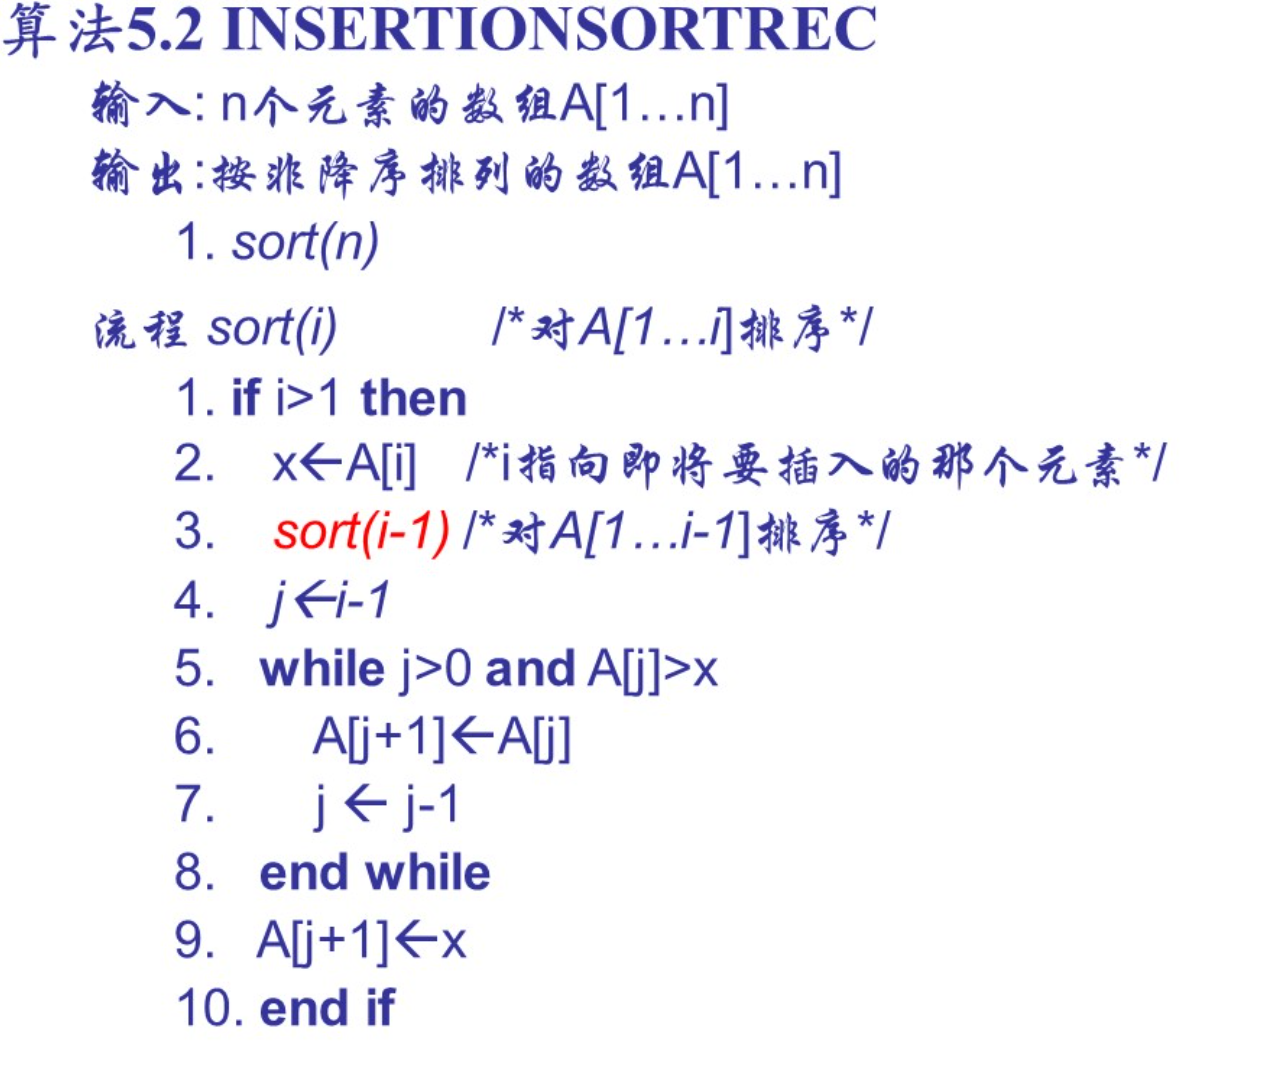 算法5.2 INSERTIONSORTREC
输入: n个元素的数组A[1…n]
输出:按非降序排列的数组A[1…n]
1. sort(n)
流程 sort(i) /*对A[1…i]排序*/
1. if i>1 then
2. x←A[i] /*i指向即将要插入的那个元素*/
3. sort(i-1) /*对A[1…i-1]排序*/
4. j←i-1
5. while j>0 and A[j]>x
6. A[j+1]←A[j]
7. j ← j-1
8. end while
9. A[j+1]←x
10. end if